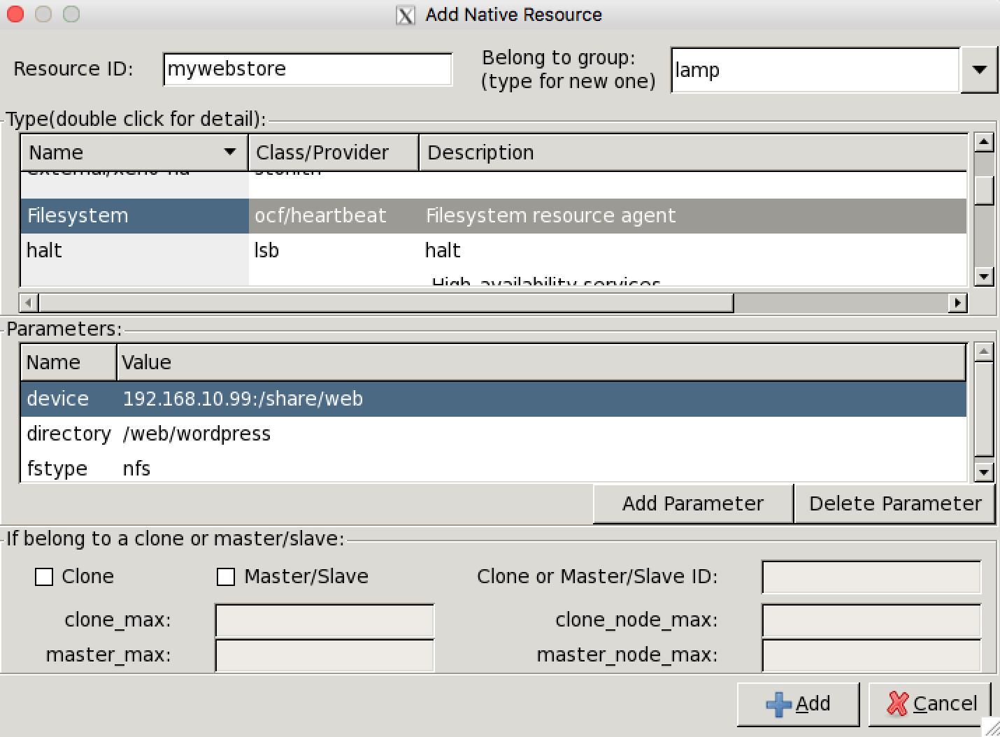 Add Native Resource
Resource ID: mywebstore
Belong to group:
(type for new one) lamp
Type(double click for detail):
Name Class/Provider Description
Filesystem ocf/heartbeat Filesystem resource agent
halt lsb halt
High-availability services
Parameters:
Name Value
device 192.168.10.99:/share/web
directory /web/wordpress
fstype nfs
Add Parameter Delete Parameter
If belong to a clone or master/slave:
Clone Master/Slave Clone or Master/Slave ID:
clone_max: clone_node_max:
master_max: master_node_max:
Add Cancel